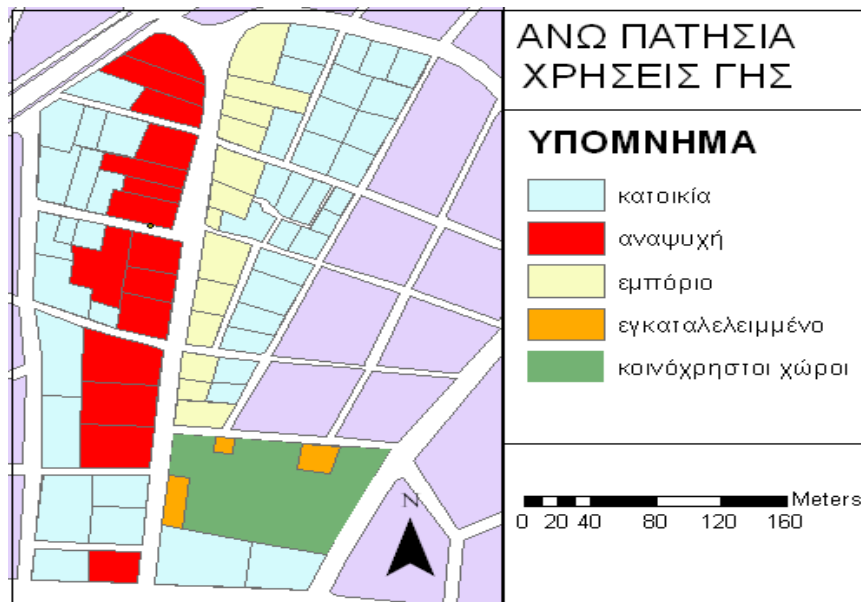 ΑΝΩ ΠΑΤΗΣΙΑ
ΧΡΗΣΕΙΣ ΓΗΣ
ΥΠΟΜΝΗΜΑ
κατοικία
αναψυχή
εμπόριο
εγκαταλελειμμένο
κοινόχρηστοι χώροι
N
Meters
0 20 40 80 120 160